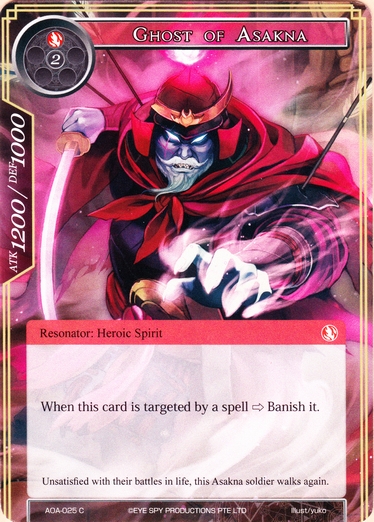 Ghost of Asakna
2
ATK 1200 / DEF 1000
Resonator: Heroic Spirit
When this card is targeted by a spell ⇨ Banish it.
Unsatisfied with their battles in life, this Asakna soldier walks again.
AOA-025 C ©EYE SPY PRODUCTIONS PTE LTD Illust/yuko